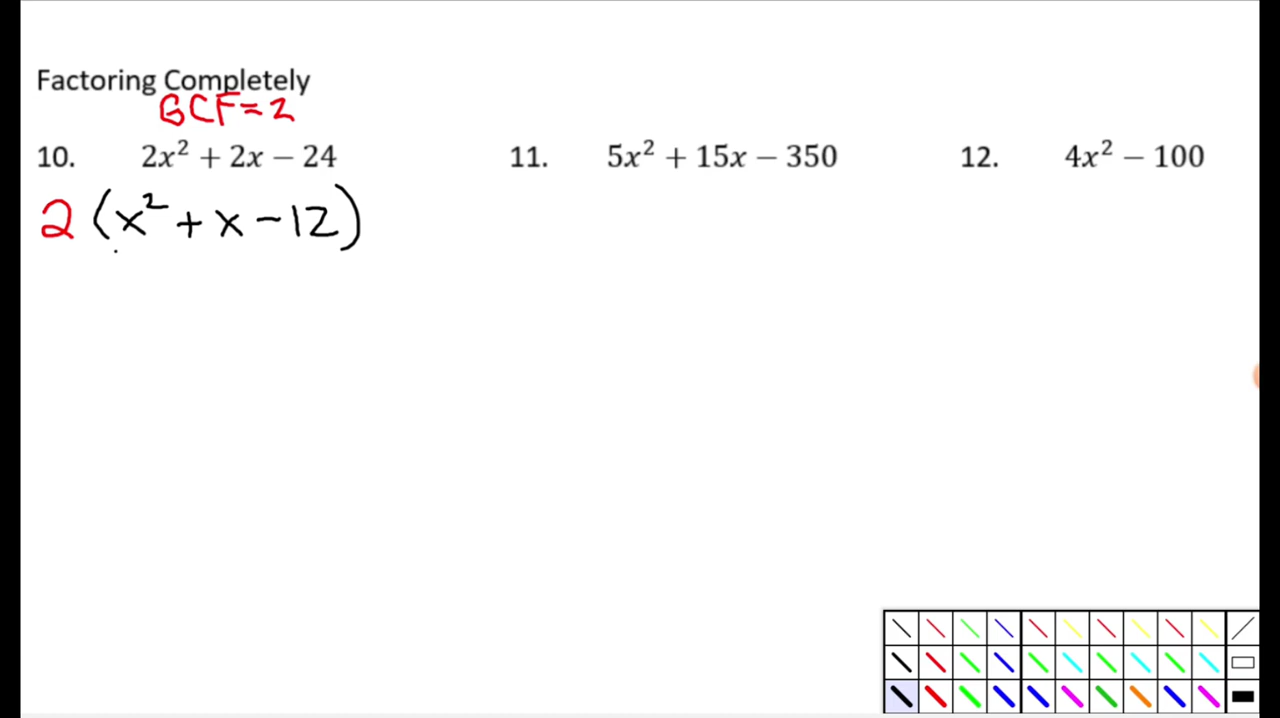 Factoring Completely
GCF=2
10. 2x² + 2x − 24 11. 5x² + 15x − 350 12. 4x² − 100
2 (x² + x − 12)